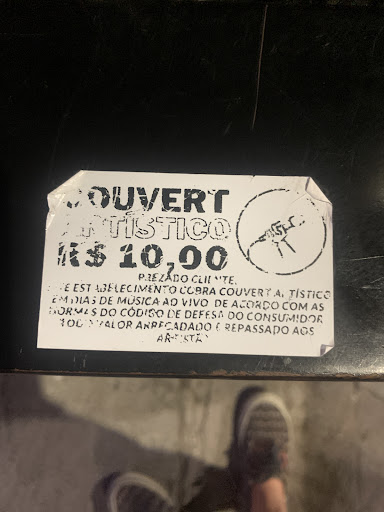 COUVERT
ARTÍSTICO
R$ 10,00
PREZADO CLIENTE,
ESTE ESTABELECIMENTO COBRA COUVERT ARTÍSTICO
EM DIAS DE MÚSICA AO VIVO DE ACORDO COM AS
NORMAS DO CÓDIGO DE DEFESA DO CONSUMIDOR
TODO VALOR ARRECADADO É REPASSADO AOS
ARTISTA